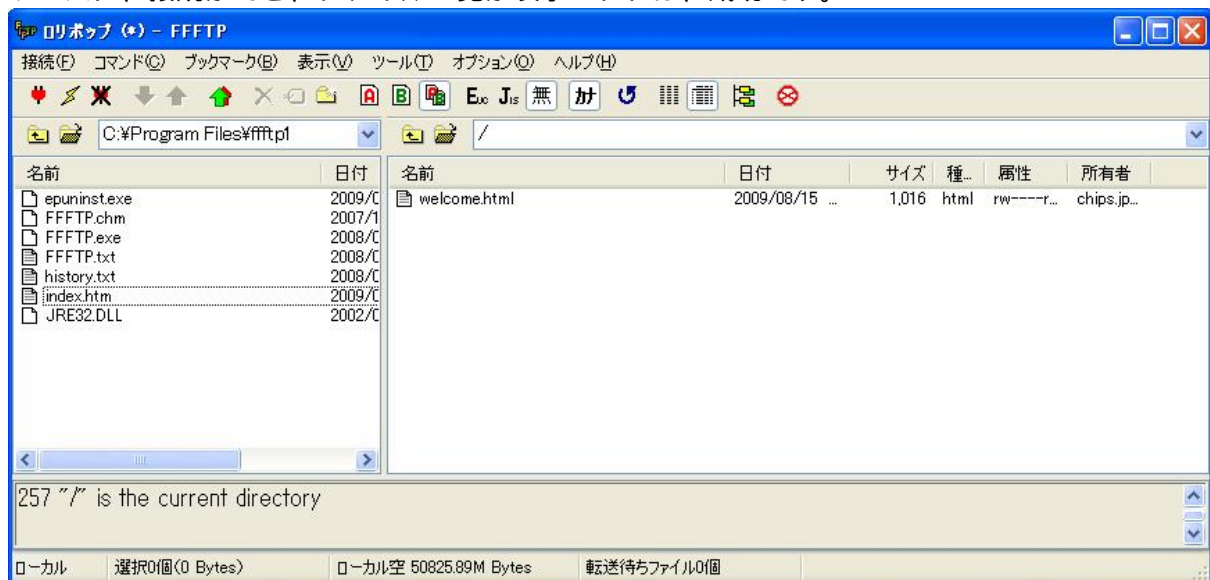 ロリポップ (*) - FFFTP
接続(F) コマンド(C) ブックマーク(B) 表示(V) ツール(T) オプション(O) ヘルプ(H)
A B Euc Jis 無 カナ
C:¥Program Files¥ffftp1 /
名前 日付
epuninst.exe 2009/0
FFFTP.chm 2007/1
FFFTP.exe 2008/0
FFFTP.txt 2008/0
history.txt 2008/0
index.htm 2009/0
JRE32.DLL 2002/0
名前 日付 サイズ 種... 属性 所有者
welcome.html 2009/08/15 ... 1,016 html rw----r... chips.jp...
257 "/" is the current directory
ローカル 選択0個(0 Bytes) ローカル空 50825.89M Bytes 転送待ちファイル0個